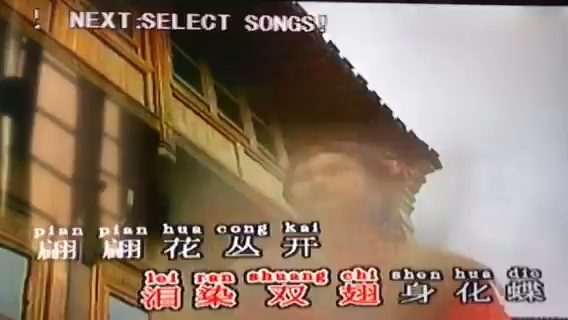 ! NEXT:SELECT SONGS!
pian pian hua cong kai
翩翩花丛开
lei ran shuang chi shen hua die
泪染双翅身化蝶